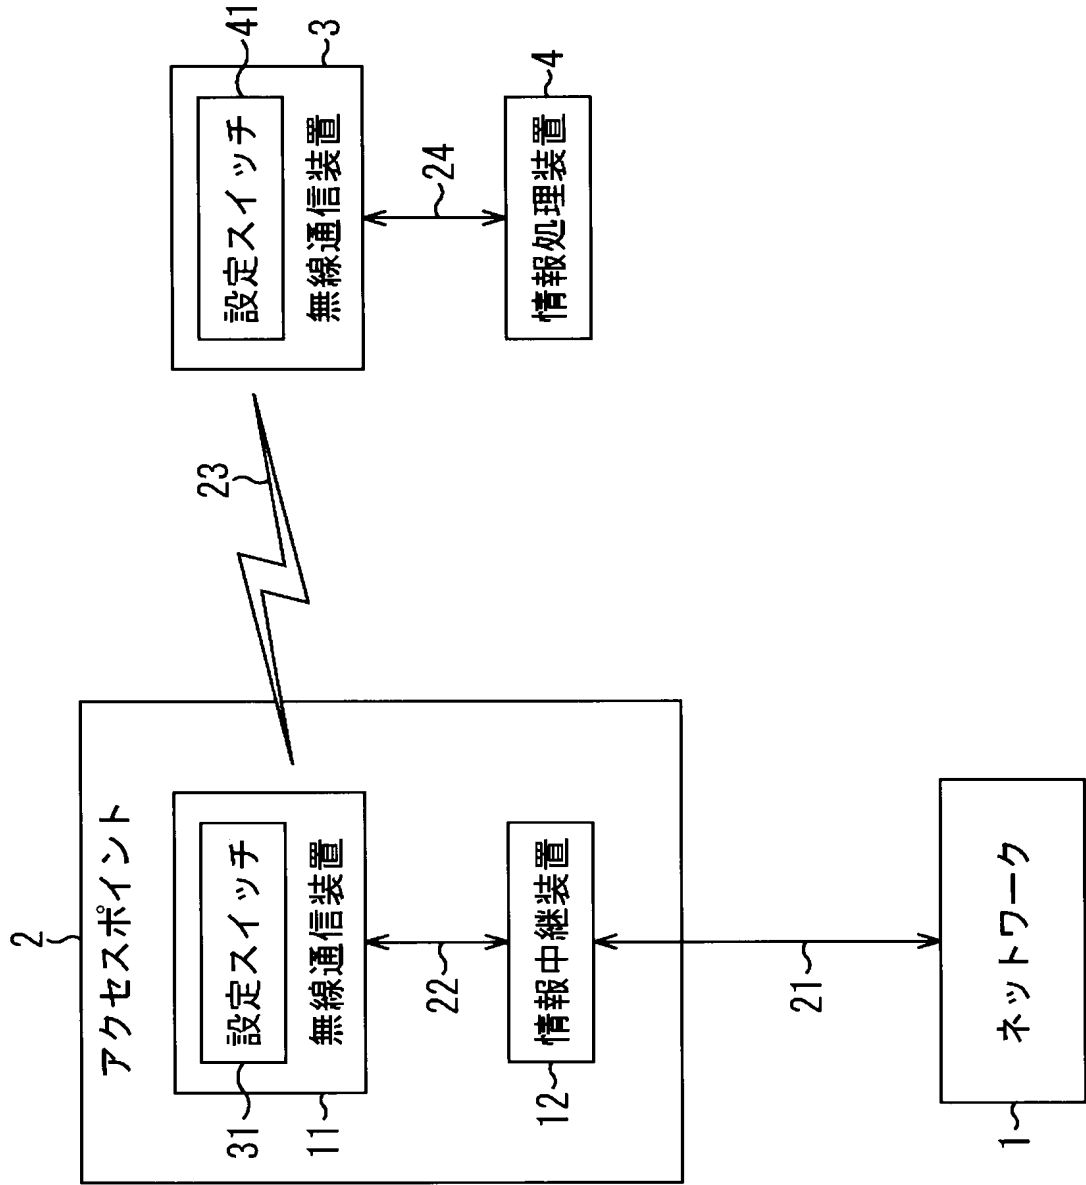 2
アクセスポイント
31
設定スイッチ
11
無線通信装置
22
12
情報中継装置
21
1
ネットワーク
23
41
設定スイッチ
3
無線通信装置
24
4
情報処理装置